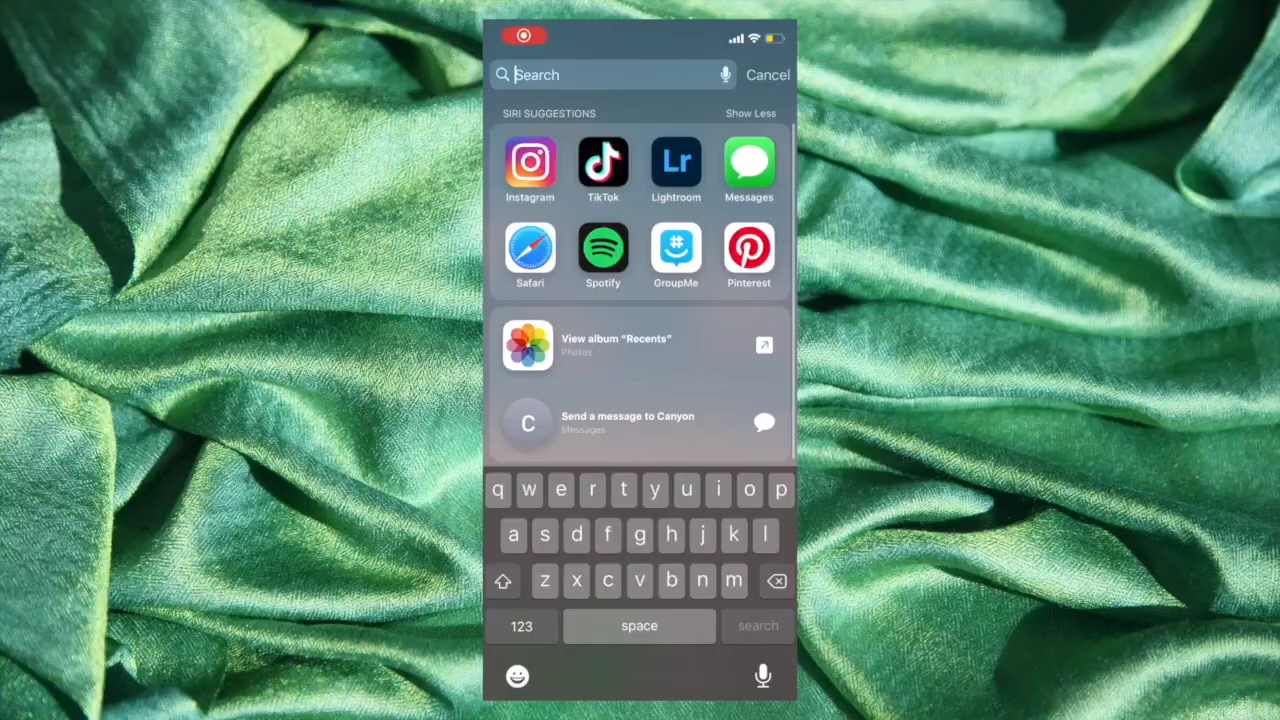 Search
Cancel
SIRI SUGGESTIONS
Show Less
Lr
Instagram
TikTok
Lightroom
Messages
#
Safari
Spotify
GroupMe
Pinterest
View album “Recents”
Photos
C
Send a message to Canyon
Messages
q w e r t y u i o p
a s d f g h j k l
z x c v b n m
123
space
search